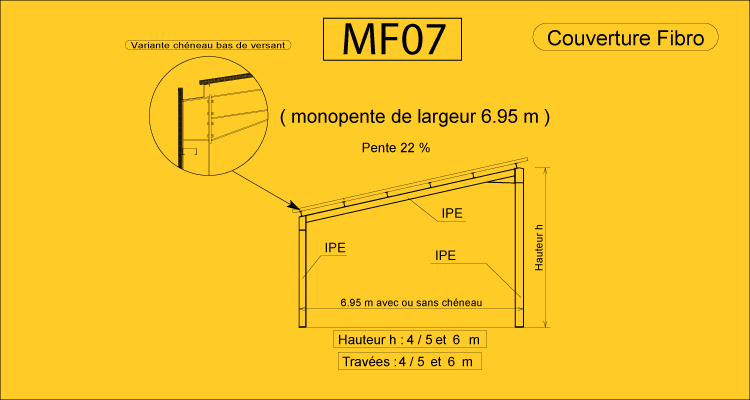 MF07
Couverture Fibro
Variante chéneau bas de versant
( monopente de largeur 6.95 m )
Pente 22 %
IPE
IPE
IPE
Hauteur h
6.95 m avec ou sans chéneau
Hauteur h : 4 / 5 et 6 m
Travées : 4 / 5 et 6 m